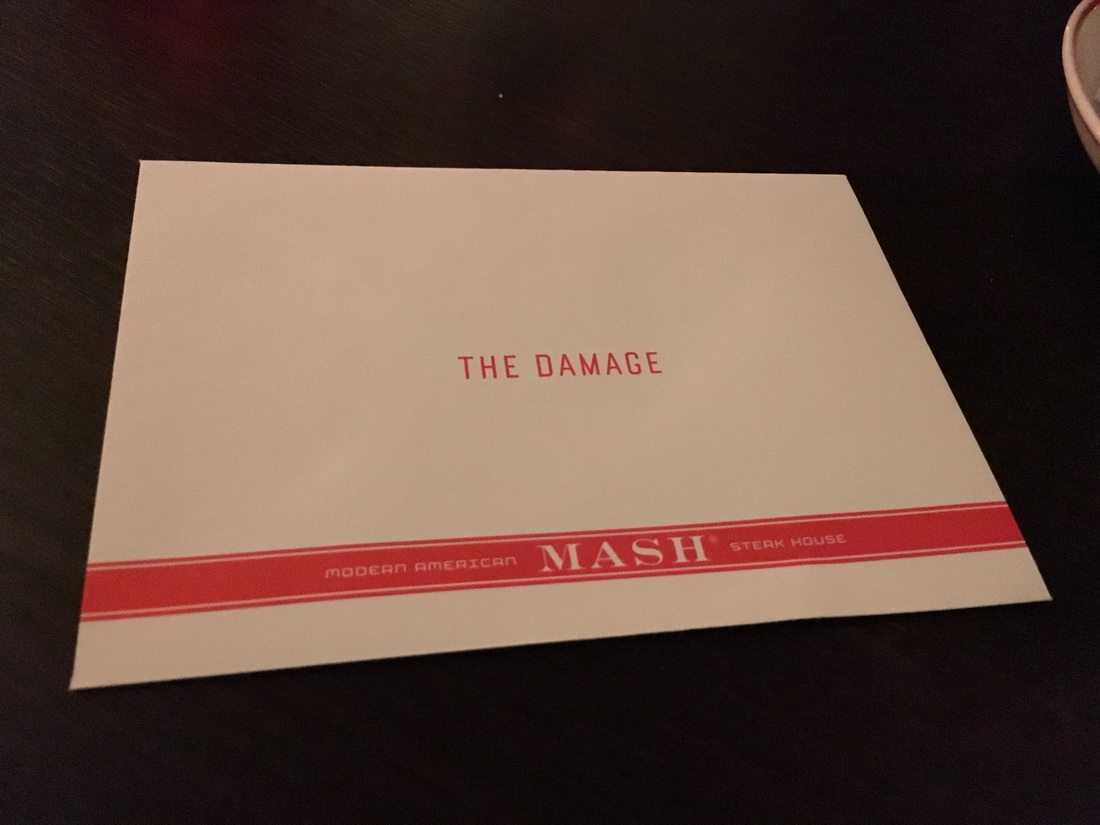 THE DAMAGE
MODERN AMERICAN MASH® STEAK HOUSE